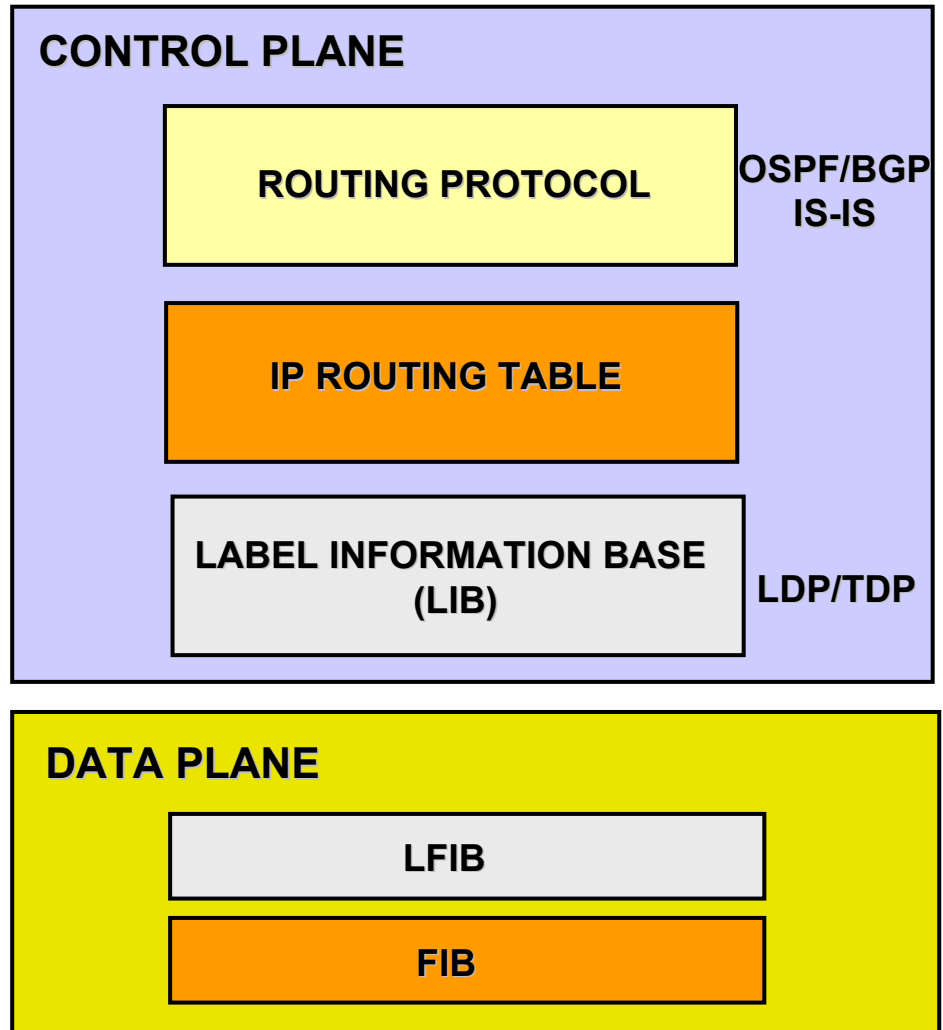 CONTROL PLANE
ROUTING PROTOCOL
OSPF/BGP
IS-IS
IP ROUTING TABLE
LABEL INFORMATION BASE
(LIB)
LDP/TDP
DATA PLANE
LFIB
FIB